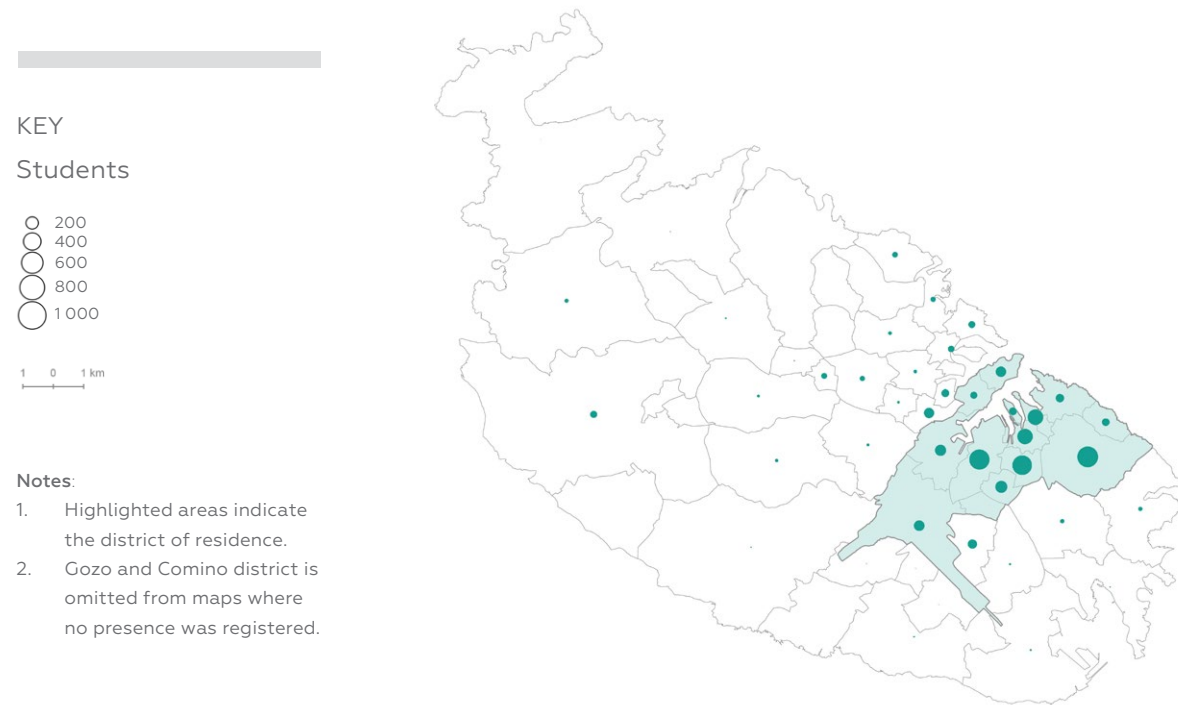 KEY
Students
200
400
600
800
1 000
1 0 1 km
Notes:
1. Highlighted areas indicate
the district of residence.
2. Gozo and Comino district is
omitted from maps where
no presence was registered.